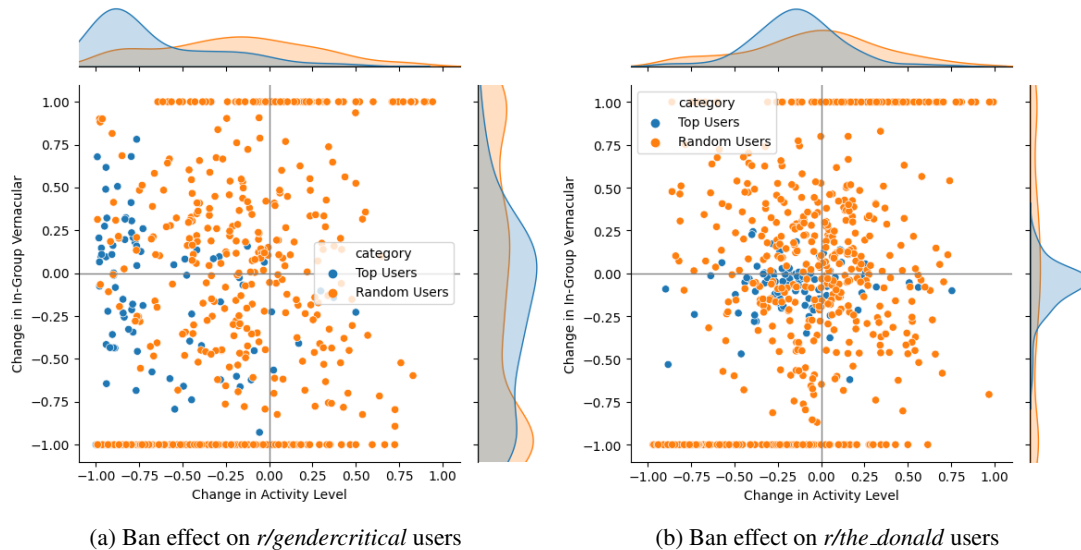 1.00
0.75
0.50
0.25
0.00
−0.25
−0.50
−0.75
−1.00
Change in In-Group Vernacular
category
Top Users
Random Users
−1.00 −0.75 −0.50 −0.25 0.00 0.25 0.50 0.75 1.00
Change in Activity Level
(a) Ban effect on r/gendercritical users
1.00
0.75
0.50
0.25
0.00
−0.25
−0.50
−0.75
−1.00
Change in In-Group Vernacular
category
Top Users
Random Users
−1.00 −0.75 −0.50 −0.25 0.00 0.25 0.50 0.75 1.00
Change in Activity Level
(b) Ban effect on r/the_donald users